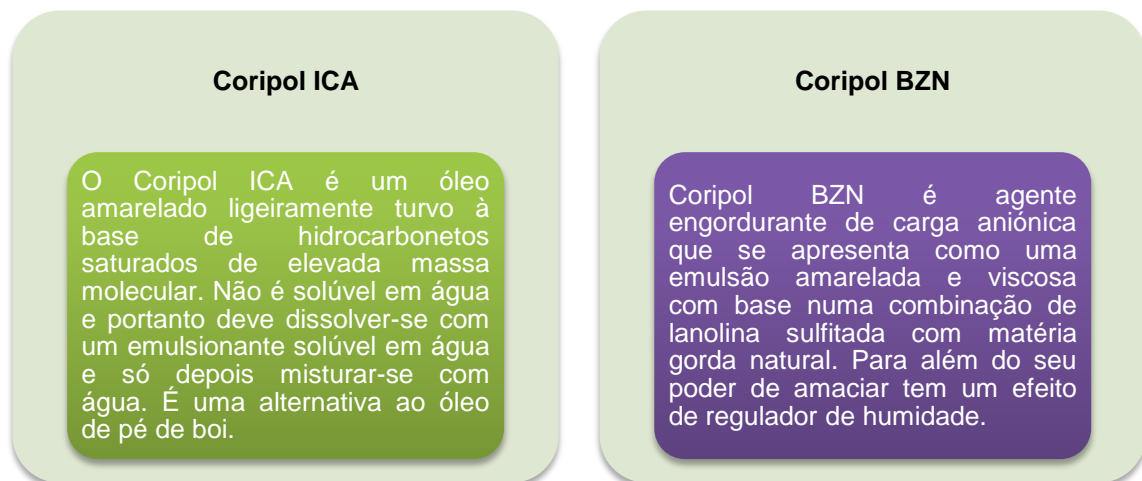 Coripol ICA
O Coripol ICA é um óleo
amarelado ligeiramente turvo à
base de hidrocarbonetos
saturados de elevada massa
molecular. Não é solúvel em água
e portanto deve dissolver-se com
um emulsionante solúvel em água
e só depois misturar-se com
água. É uma alternativa ao óleo
de pé de boi.
Coripol BZN
Coripol BZN é agente
engordurante de carga aniónica
que se apresenta como uma
emulsão amarelada e viscosa
com base numa combinação de
lanolina sulfitada com matéria
gorda natural. Para além do seu
poder de amaciar tem um efeito
de regulador de humidade.